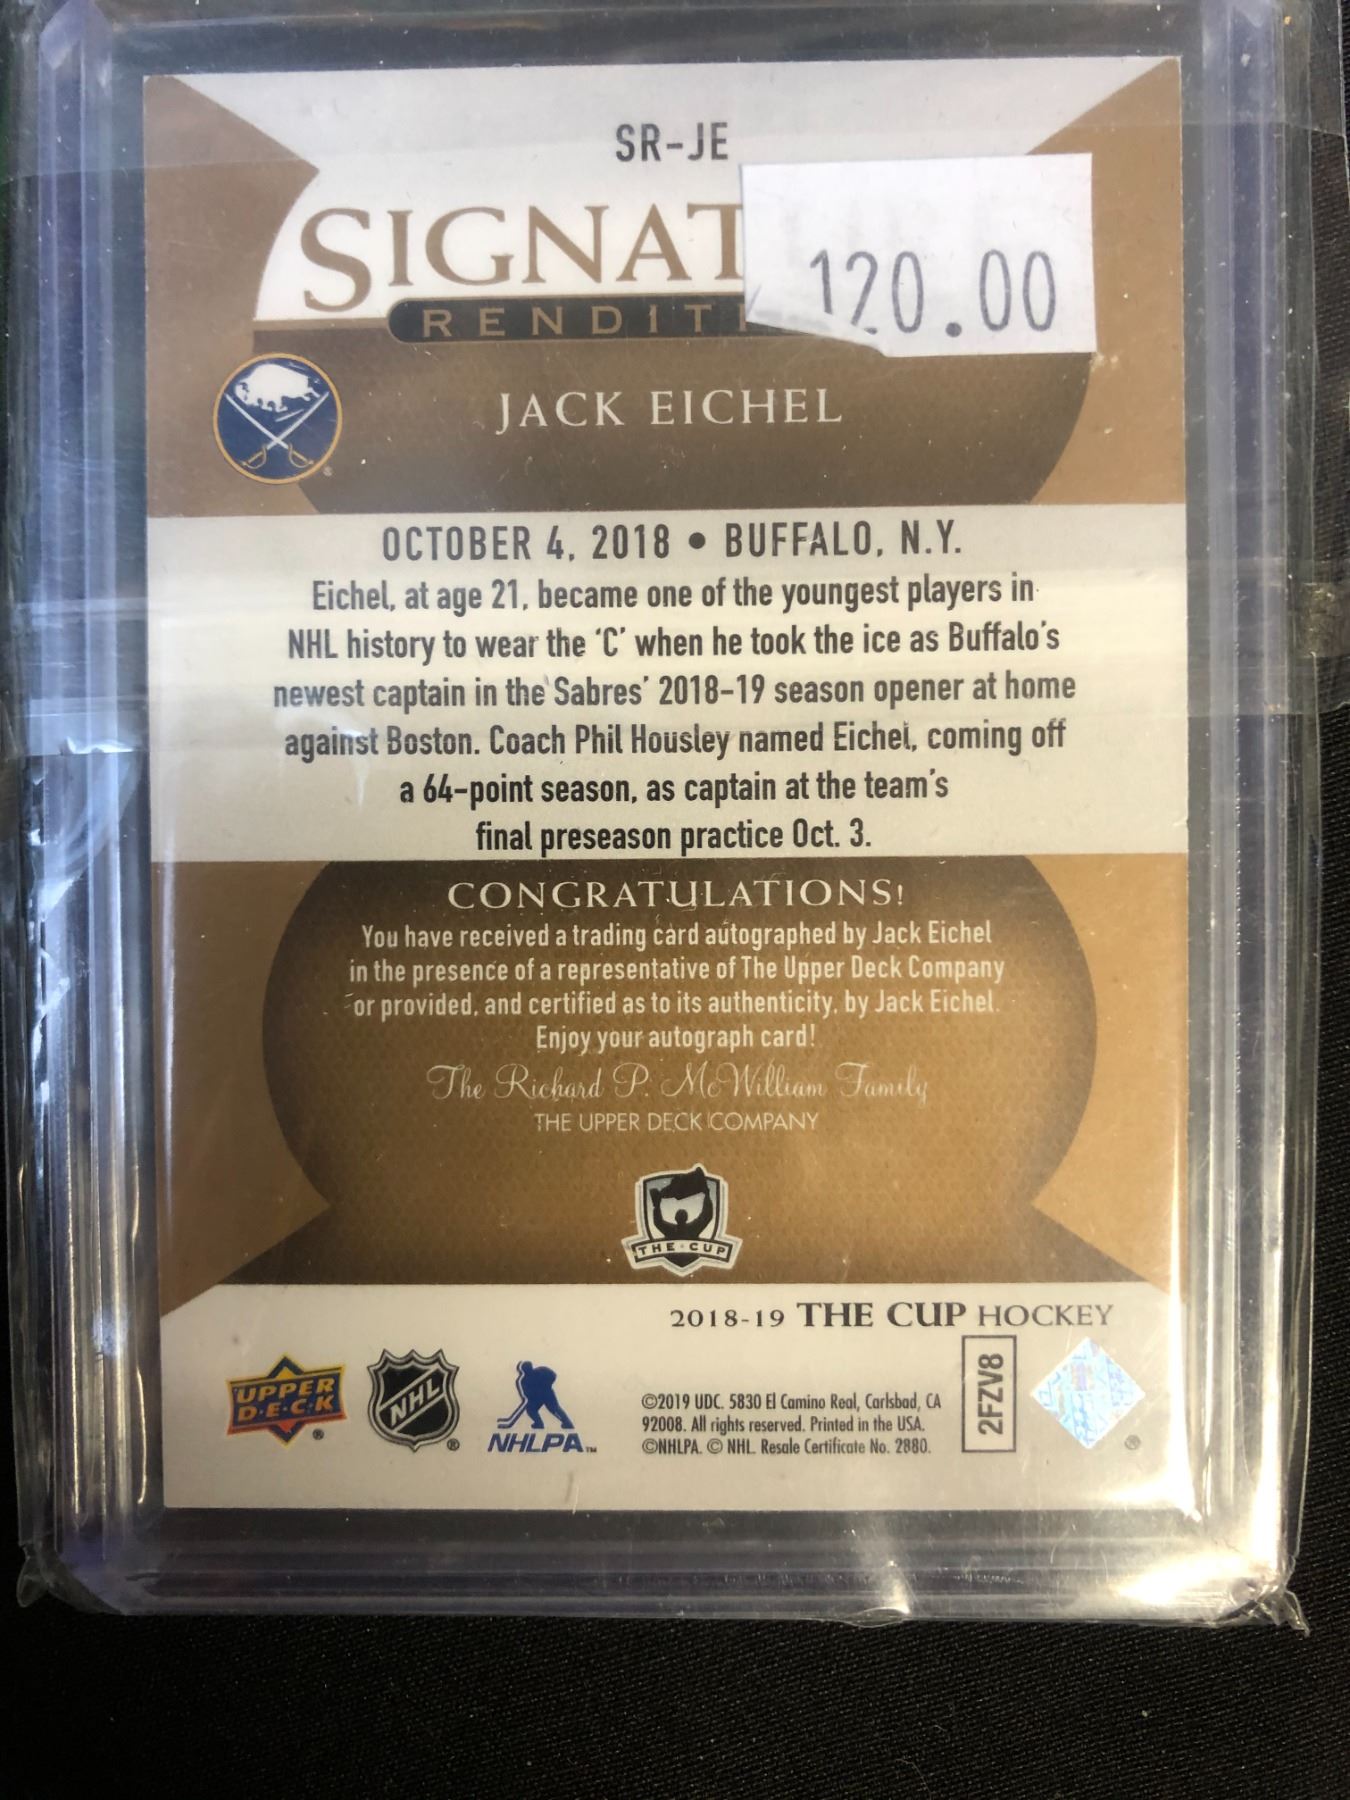 SR-JE
SIGNAT
RENDITI
120.00
JACK EICHEL
OCTOBER 4, 2018 • BUFFALO, N.Y.
Eichel, at age 21, became one of the youngest players in
NHL history to wear the ‘C’ when he took the ice as Buffalo’s
newest captain in the Sabres’ 2018-19 season opener at home
against Boston. Coach Phil Housley named Eichel, coming off
a 64-point season, as captain at the team’s
final preseason practice Oct. 3.
CONGRATULATIONS!
You have received a trading card autographed by Jack Eichel
in the presence of a representative of The Upper Deck Company
or provided, and certified as to its authenticity, by Jack Eichel.
Enjoy your autograph card!
The Richard P. McWilliam Family
THE UPPER DECK COMPANY
THE CUP
2018-19 THE CUP HOCKEY
UPPER
D·E·C·K ®
NHL ®
NHLPA™
©2019 UDC. 5830 El Camino Real, Carlsbad, CA
92008. All rights reserved. Printed in the USA.
©NHLPA. © NHL. Resale Certificate No. 2880.
2FZV8
®